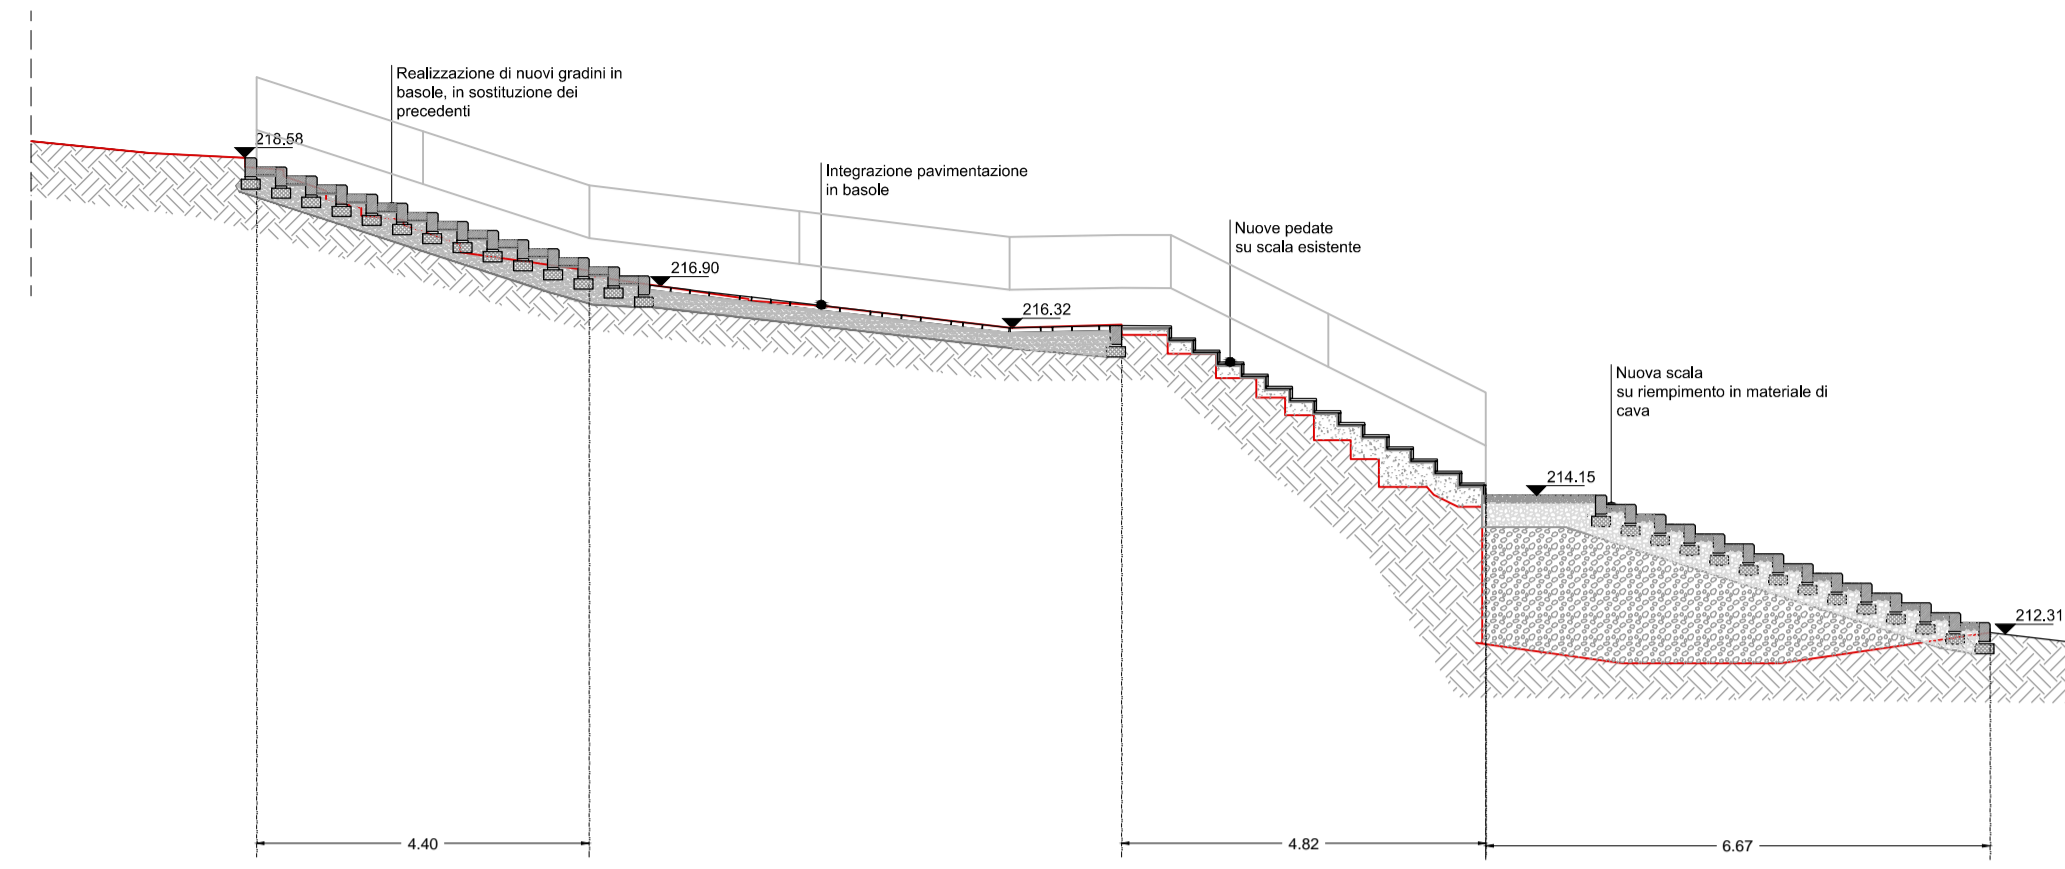 Realizzazione di nuovi gradini in
basole, in sostituzione dei
precedenti
218.58
Integrazione pavimentazione
in basole
216.90
216.32
Nuove pedate
su scala esistente
Nuova scala
su riempimento in materiale di
cava
214.15
212.31
4.40
4.82
6.67